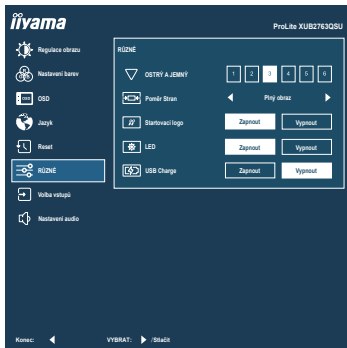 iiyama
ProLite XUB2763QSU
Regulace obrazu
Nastavení barev
OSD
OSD
Jazyk
Reset
RŮZNÉ
Volba vstupů
Nastavení audio
RŮZNÉ
OSTRÝ A JEMNÝ 1 2 3 4 5 6
Poměr Stran Plný obraz
Startovací logo Zapnout Vypnout
LED Zapnout Vypnout
USB Charge Zapnout Vypnout
Konec: VYBRAT: /Stlačit